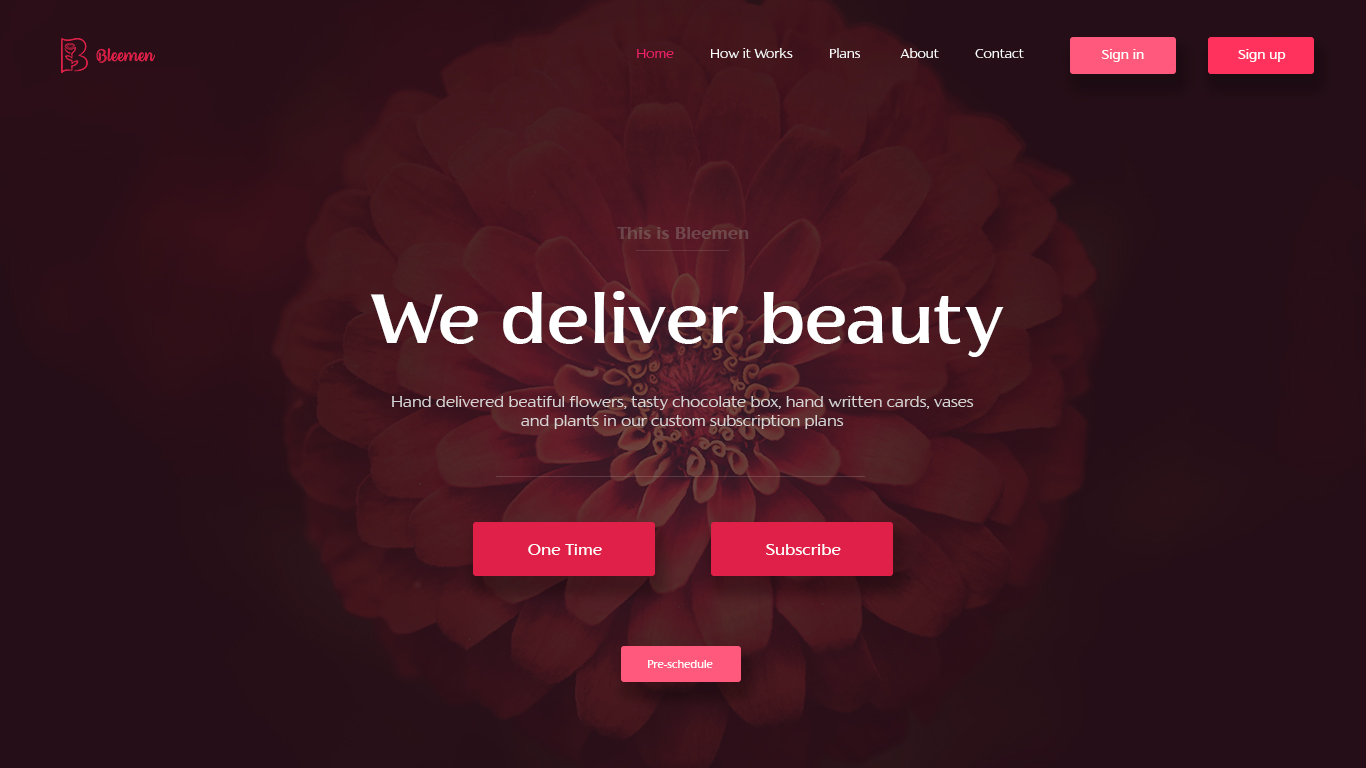 Bleemen
Home
How it Works
Plans
About
Contact
Sign in
Sign up
This is Bleemen
We deliver beauty
Hand delivered beatiful flowers, tasty chocolate box, hand written cards, vases
and plants in our custom subscription plans
One Time
Subscribe
Pre-schedule